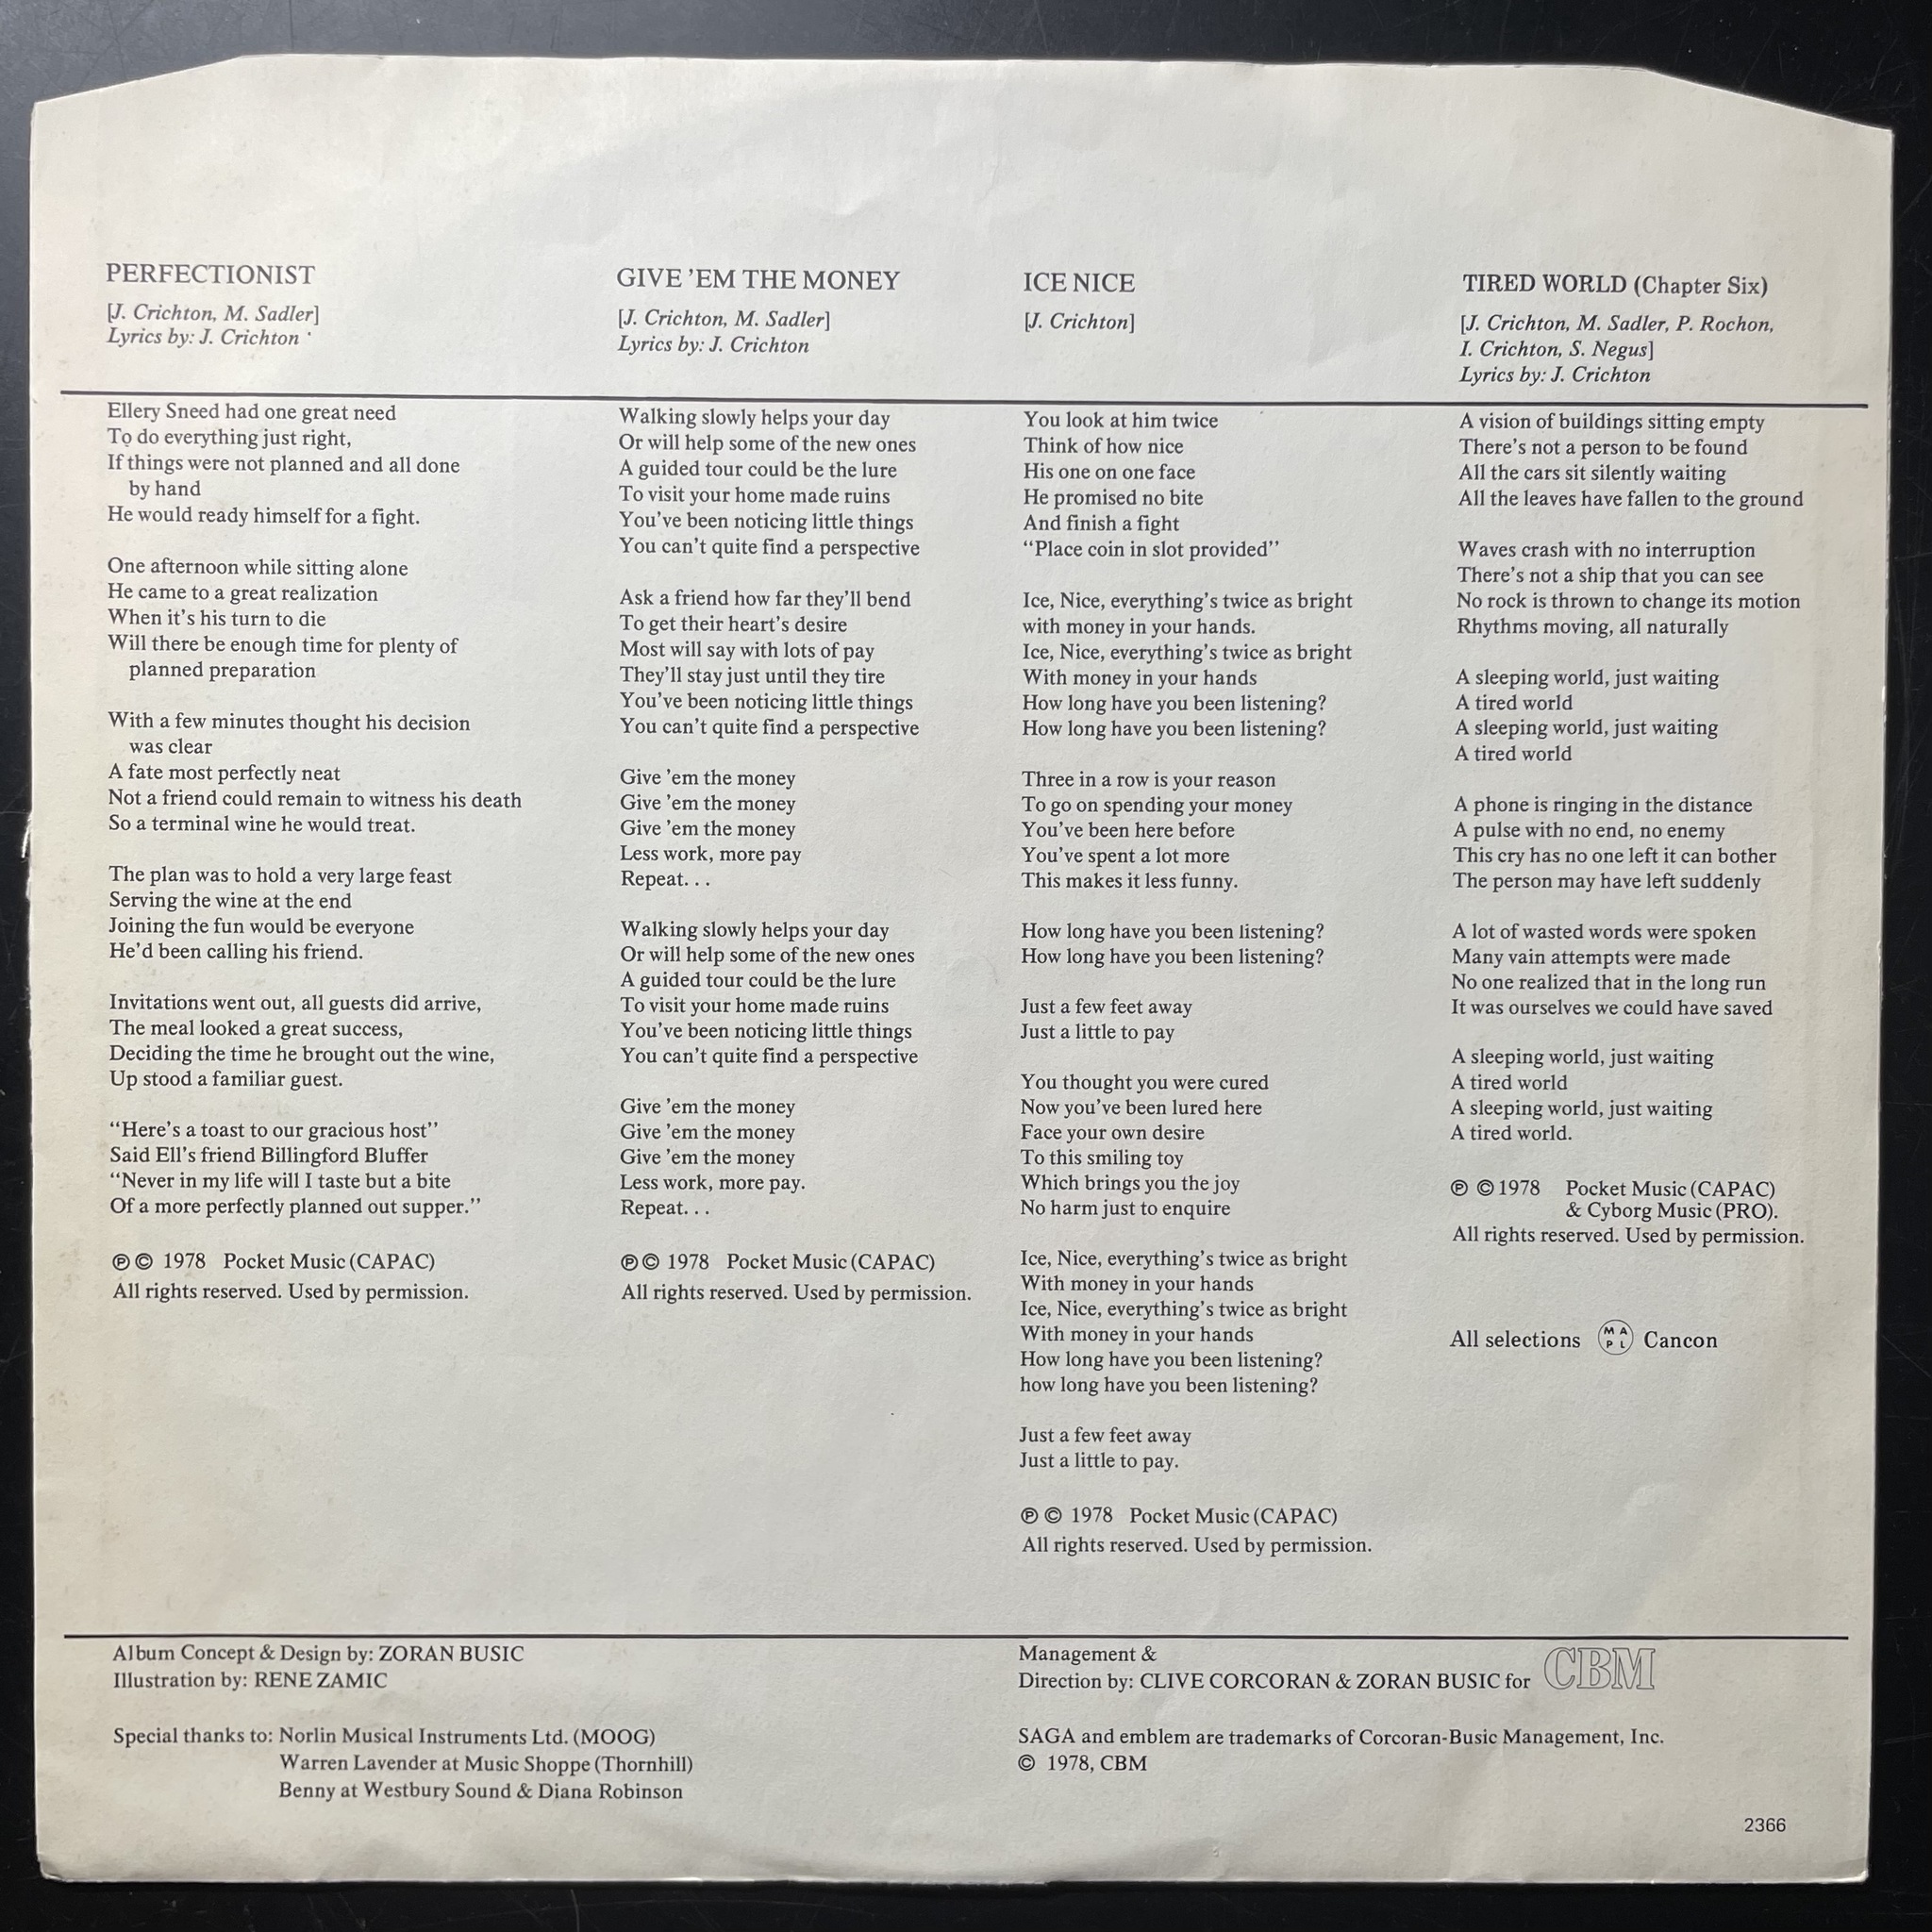 PERFECTIONIST
[J. Crichton, M. Sadler]
Lyrics by: J. Crichton
Ellery Sneed had one great need
To do everything just right,
If things were not planned and all done
by hand
He would ready himself for a fight.
One afternoon while sitting alone
He came to a great realization
When it's his turn to die
Will there be enough time for plenty of
planned preparation
With a few minutes thought his decision
was clear
A fate most perfectly neat
Not a friend could remain to witness his death
So a terminal wine he would treat.
The plan was to hold a very large feast
Serving the wine at the end
Joining the fun would be everyone
He'd been calling his friend.
Invitations went out, all guests did arrive,
The meal looked a great success,
Deciding the time he brought out the wine,
Up stood a familiar guest.
“Here's a toast to our gracious host”
Said Ell's friend Billingford Bluffer
“Never in my life will I taste but a bite
Of a more perfectly planned out supper.”
℗ © 1978 Pocket Music (CAPAC)
All rights reserved. Used by permission.
GIVE 'EM THE MONEY
[J. Crichton, M. Sadler]
Lyrics by: J. Crichton
Walking slowly helps your day
Or will help some of the new ones
A guided tour could be the lure
To visit your home made ruins
You've been noticing little things
You can't quite find a perspective
Ask a friend how far they'll bend
To get their heart's desire
Most will say with lots of pay
They'll stay just until they tire
You've been noticing little things
You can't quite find a perspective
Give 'em the money
Give 'em the money
Give 'em the money
Less work, more pay
Repeat. . .
Walking slowly helps your day
Or will help some of the new ones
A guided tour could be the lure
To visit your home made ruins
You've been noticing little things
You can't quite find a perspective
Give 'em the money
Give 'em the money
Give 'em the money
Less work, more pay.
Repeat. . .
℗ © 1978 Pocket Music (CAPAC)
All rights reserved. Used by permission.
ICE NICE
[J. Crichton]
You look at him twice
Think of how nice
His one on one face
He promised no bite
And finish a fight
“Place coin in slot provided”
Ice, Nice, everything's twice as bright
with money in your hands.
Ice, Nice, everything's twice as bright
With money in your hands
How long have you been listening?
How long have you been listening?
Three in a row is your reason
To go on spending your money
You've been here before
You've spent a lot more
This makes it less funny.
How long have you been listening?
How long have you been listening?
Just a few feet away
Just a little to pay
You thought you were cured
Now you've been lured here
Face your own desire
To this smiling toy
Which brings you the joy
No harm just to enquire
Ice, Nice, everything's twice as bright
With money in your hands
Ice, Nice, everything's twice as bright
With money in your hands
How long have you been listening?
how long have you been listening?
Just a few feet away
Just a little to pay.
℗ © 1978 Pocket Music (CAPAC)
All rights reserved. Used by permission.
TIRED WORLD (Chapter Six)
[J. Crichton, M. Sadler, P. Rochon,
I. Crichton, S. Negus]
Lyrics by: J. Crichton
A vision of buildings sitting empty
There's not a person to be found
All the cars sit silently waiting
All the leaves have fallen to the ground
Waves crash with no interruption
There's not a ship that you can see
No rock is thrown to change its motion
Rhythms moving, all naturally
A sleeping world, just waiting
A tired world
A sleeping world, just waiting
A tired world
A phone is ringing in the distance
A pulse with no end, no enemy
This cry has no one left it can bother
The person may have left suddenly
A lot of wasted words were spoken
Many vain attempts were made
No one realized that in the long run
It was ourselves we could have saved
A sleeping world, just waiting
A tired world
A sleeping world, just waiting
A tired world.
℗ © 1978 Pocket Music (CAPAC)
& Cyborg Music (PRO).
All rights reserved. Used by permission.
All selections MAPL Cancon
Album Concept & Design by: ZORAN BUSIC
Illustration by: RENE ZAMIC
Special thanks to: Norlin Musical Instruments Ltd. (MOOG)
Warren Lavender at Music Shoppe (Thornhill)
Benny at Westbury Sound & Diana Robinson
Management &
Direction by: CLIVE CORCORAN & ZORAN BUSIC for CBM
SAGA and emblem are trademarks of Corcoran-Busic Management, Inc.
© 1978, CBM
2366